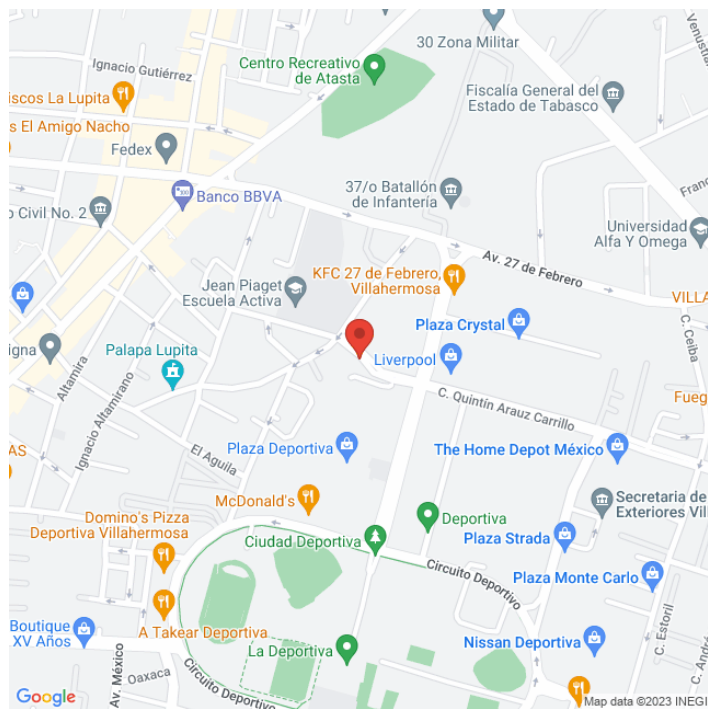 30 Zona Militar
Centro Recreativo
de Atasta
Ignacio Gutiérrez
Fiscalía General del
Estado de Tabasco
iscos La Lupita
s El Amigo Nacho
Fedex
37/o Batallón
de Infantería
Banco BBVA
o Civil No. 2
Universidad
Alfa Y Omega
Av. 27 de Febrero
KFC 27 de Febrero,
Villahermosa
Jean Piaget
Escuela Activa
VILLA
Plaza Crystal
C. Ceiba
igna
Palapa Lupita
Liverpool
Altamira
Ignacio Altamirano
C. Quintín Arauz Carrillo
Fueg
El Aguila
AS
Plaza Deportiva
The Home Depot México
McDonald's
Secretaria de
Exteriores Vil
Domino's Pizza
Deportiva Villahermosa
Deportiva
Ciudad Deportiva
Plaza Strada
Circuito Deportivo
Plaza Monte Carlo
Boutique
XV Años
A Takear Deportiva
Nissan Deportiva
C. Estoril
C. André
La Deportiva
Av. México
Oaxaca
Circuito Deportivo
Google
Map data ©2023 INEGI
Venustian
Franc